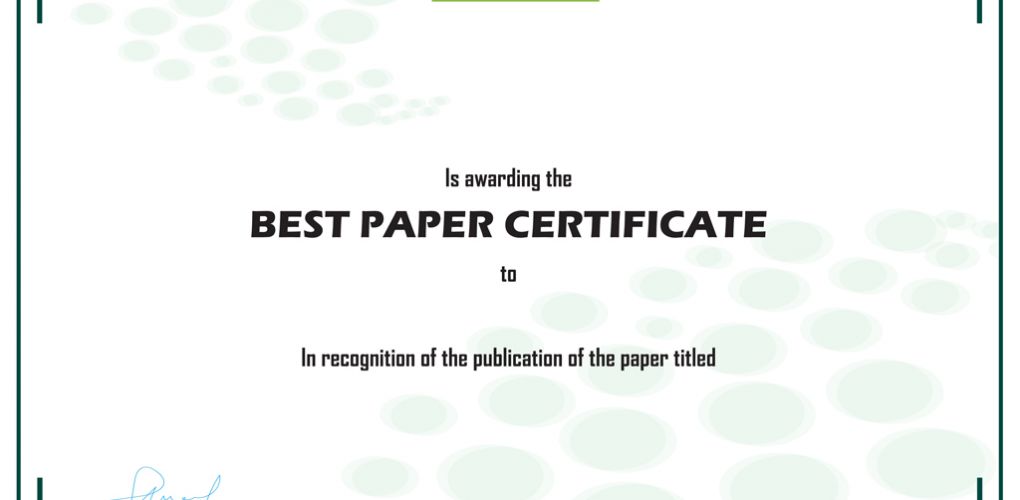 Is awarding the
BEST PAPER CERTIFICATE
to
In recognition of the publication of the paper titled